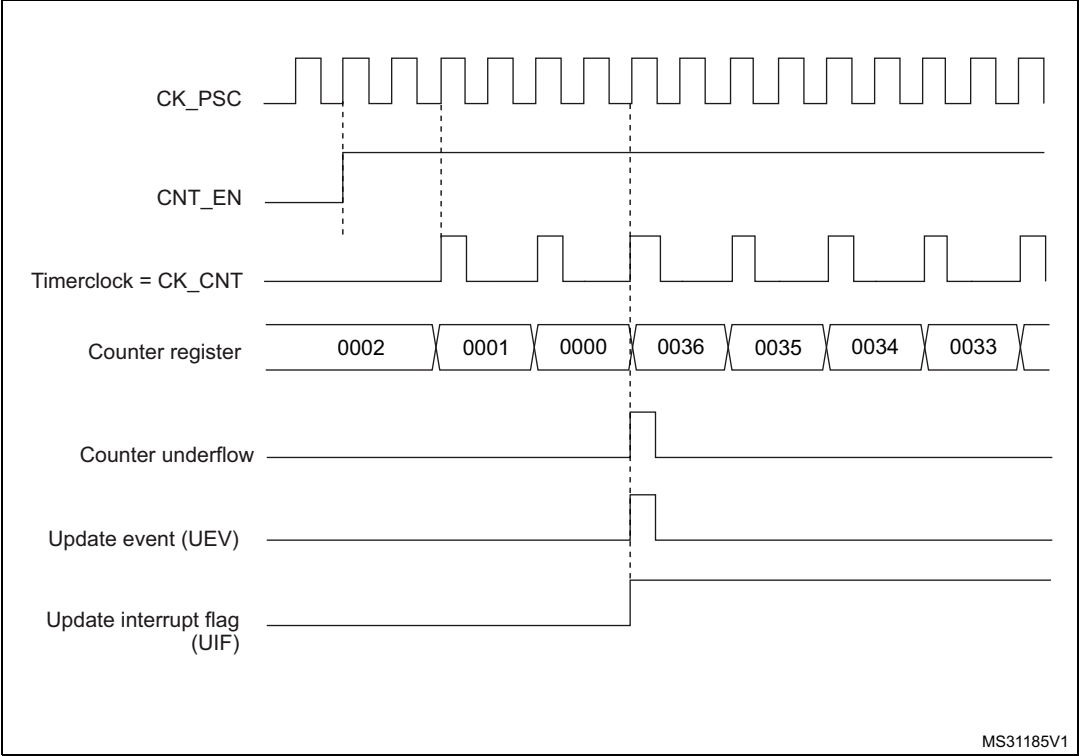 CK_PSC
CNT_EN
Timerclock = CK_CNT
Counter register
0002 0001 0000 0036 0035 0034 0033
Counter underflow
Update event (UEV)
Update interrupt flag
(UIF)
MS31185V1